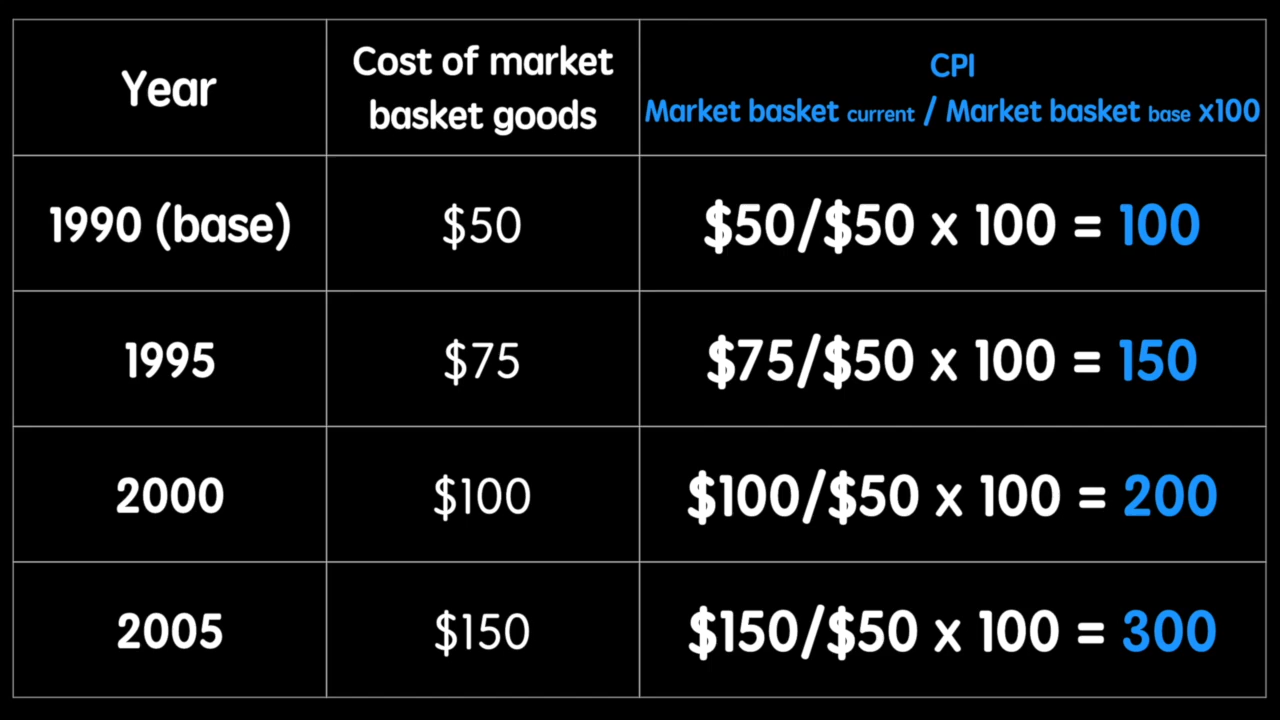 Year
Cost of market
basket goods
CPI
Market basket current / Market basket base x100
1990 (base)
$50
$50/$50 x 100 = 100
1995
$75
$75/$50 x 100 = 150
2000
$100
$100/$50 x 100 = 200
2005
$150
$150/$50 x 100 = 300